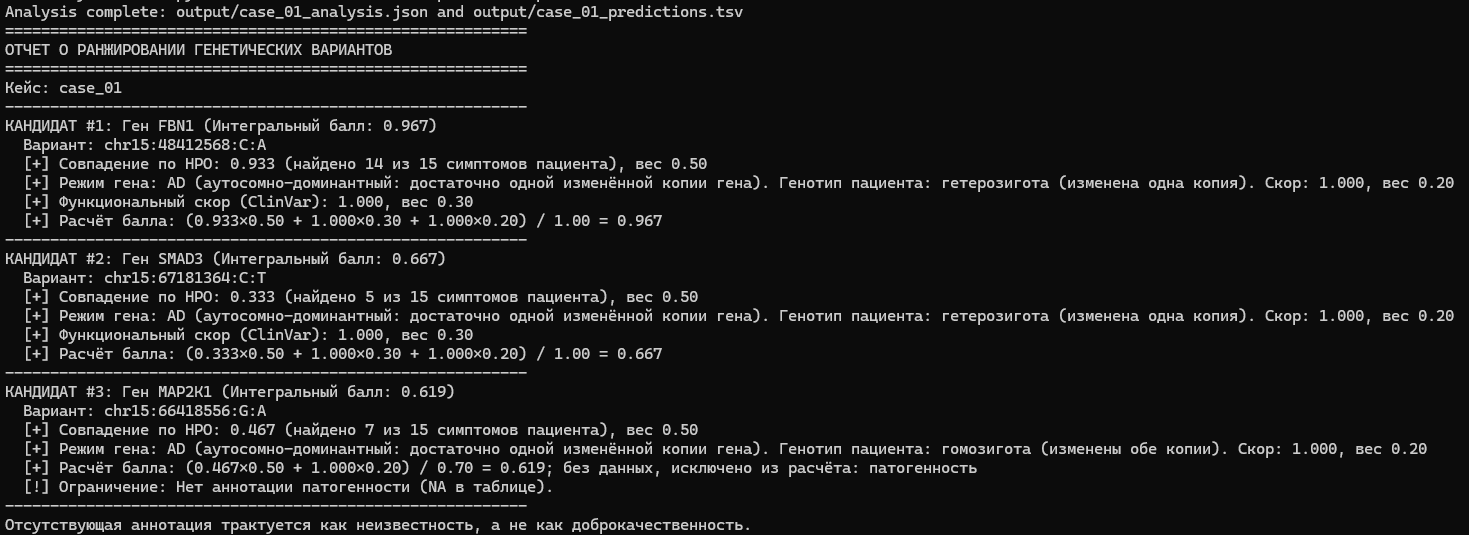 Analysis complete: output/case_01_analysis.json and output/case_01_predictions.tsv
==========================================================
ОТЧЕТ О РАНЖИРОВАНИИ ГЕНЕТИЧЕСКИХ ВАРИАНТОВ
==========================================================
Кейс: case_01
----------------------------------------------------------
КАНДИДАТ #1: Ген FBN1 (Интегральный балл: 0.967)
  Вариант: chr15:48412568:C:A
  [+] Совпадение по HPO: 0.933 (найдено 14 из 15 симптомов пациента), вес 0.50
  [+] Режим гена: AD (аутосомно-доминантный: достаточно одной изменённой копии гена). Генотип пациента: гетерозигота (изменена одна копия). Скор: 1.000, вес 0.20
  [+] Функциональный скор (ClinVar): 1.000, вес 0.30
  [+] Расчёт балла: (0.933×0.50 + 1.000×0.30 + 1.000×0.20) / 1.00 = 0.967
----------------------------------------------------------
КАНДИДАТ #2: Ген SMAD3 (Интегральный балл: 0.667)
  Вариант: chr15:67181364:C:T
  [+] Совпадение по HPO: 0.333 (найдено 5 из 15 симптомов пациента), вес 0.50
  [+] Режим гена: AD (аутосомно-доминантный: достаточно одной изменённой копии гена). Генотип пациента: гетерозигота (изменена одна копия). Скор: 1.000, вес 0.20
  [+] Функциональный скор (ClinVar): 1.000, вес 0.30
  [+] Расчёт балла: (0.333×0.50 + 1.000×0.30 + 1.000×0.20) / 1.00 = 0.667
----------------------------------------------------------
КАНДИДАТ #3: Ген MAP2K1 (Интегральный балл: 0.619)
  Вариант: chr15:66418556:G:A
  [+] Совпадение по HPO: 0.467 (найдено 7 из 15 симптомов пациента), вес 0.50
  [+] Режим гена: AD (аутосомно-доминантный: достаточно одной изменённой копии гена). Генотип пациента: гомозигота (изменены обе копии). Скор: 1.000, вес 0.20
  [+] Расчёт балла: (0.467×0.50 + 1.000×0.20) / 0.70 = 0.619; без данных, исключено из расчёта: патогенность
  [!] Ограничение: Нет аннотации патогенности (NA в таблице).
----------------------------------------------------------
Отсутствующая аннотация трактуется как неизвестность, а не как доброкачественность.